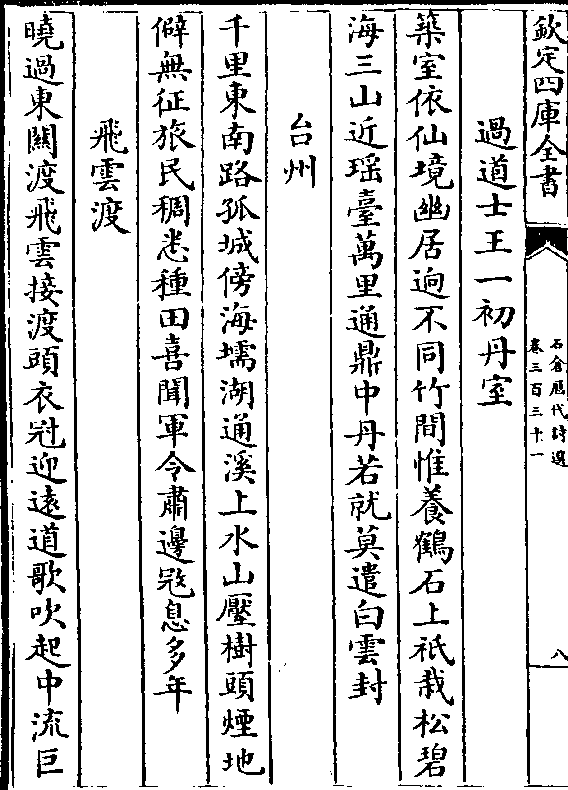 欽定四庫全書
石倉歷代詩選
卷三百三十一
八
過道士王一初丹室
築室依仙境幽居迥不同竹間惟養鶴石上祇栽松碧
海三山近瑶臺萬里通鼎中丹若就莫遣白雲封
台州
千里東南路孤城傍海壖湖通溪上水山壓樹頭煙地
僻無征旅民稠悉種田喜聞軍令肅邊㓂息多年
飛雲渡
曉過東關渡飛雲接渡頭衣冠迎逺道歌吹起中流巨